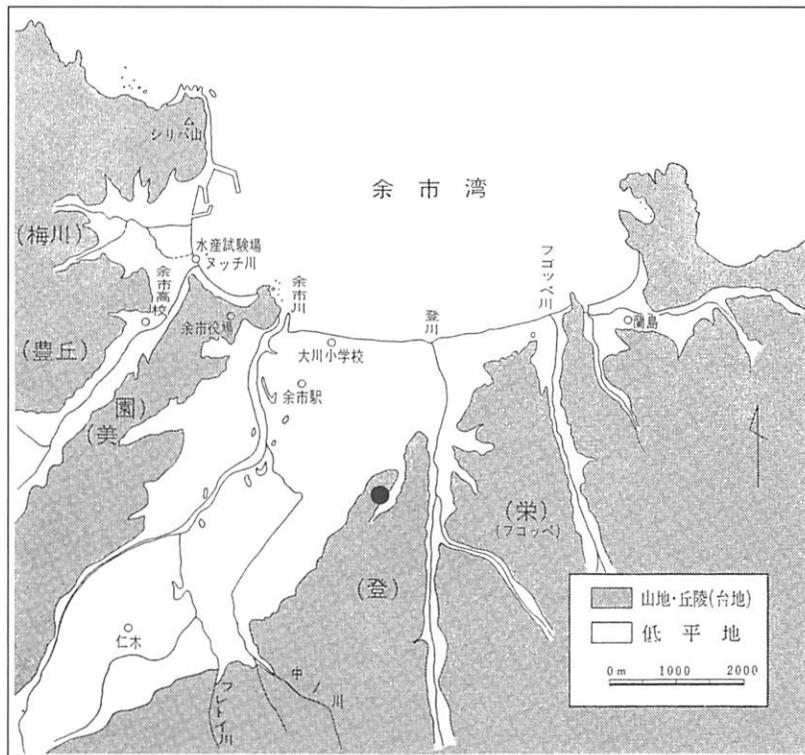 シリパ山
余市湾
(梅川)
水産試験場
ヌッチ川
余市高校
余市川
フゴッペ川
登川
余市役場
蘭島
(豊丘)
大川小学校
園)
余市駅
(美
(栄)
(フゴッペ)
(登)
山地・丘陵(台地)
仁木
低平地
0m 1000 2000
フレトイ川
中ノ川